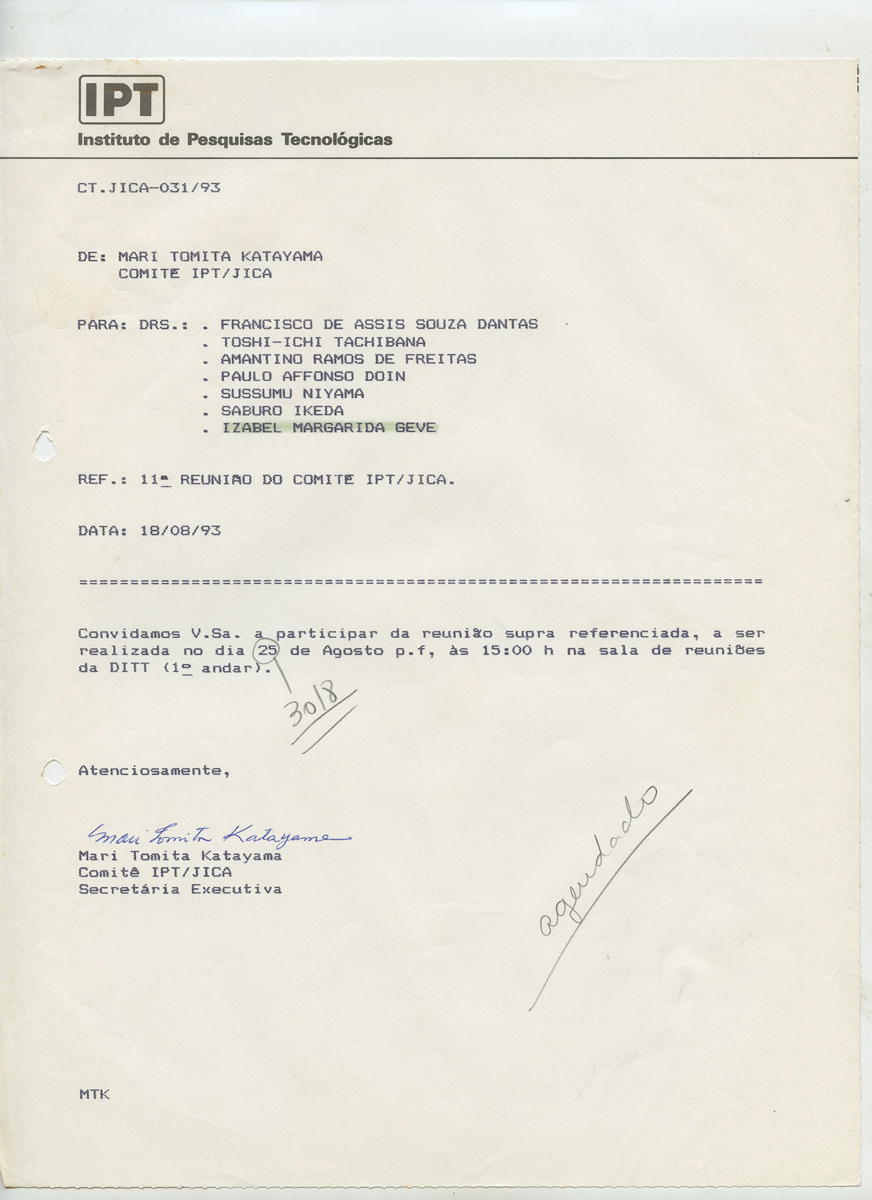 IPT
Instituto de Pesquisas Tecnológicas
CT.JICA-031/93
DE: MARI TOMITA KATAYAMA
COMITE IPT/JICA
PARA: DRS.: . FRANCISCO DE ASSIS SOUZA DANTAS
. TOSHI-ICHI TACHIBANA
. AMANTINO RAMOS DE FREITAS
. PAULO AFFONSO DOIN
. SUSSUMU NIYAMA
. SABURO IKEDA
. IZABEL MARGARIDA GEVE
REF.: 11ª REUNIÃO DO COMITE IPT/JICA.
DATA: 18/08/93
===================================================================
Convidamos V.Sa. a participar da reunião supra referenciada, a ser
realizada no dia 25 de Agosto p.f, às 15:00 h na sala de reuniões
da DITT (1º andar).
30/8
Atenciosamente,
Mari Tomita Katayama
Mari Tomita Katayama
Comitê IPT/JICA
Secretária Executiva
agendado
MTK